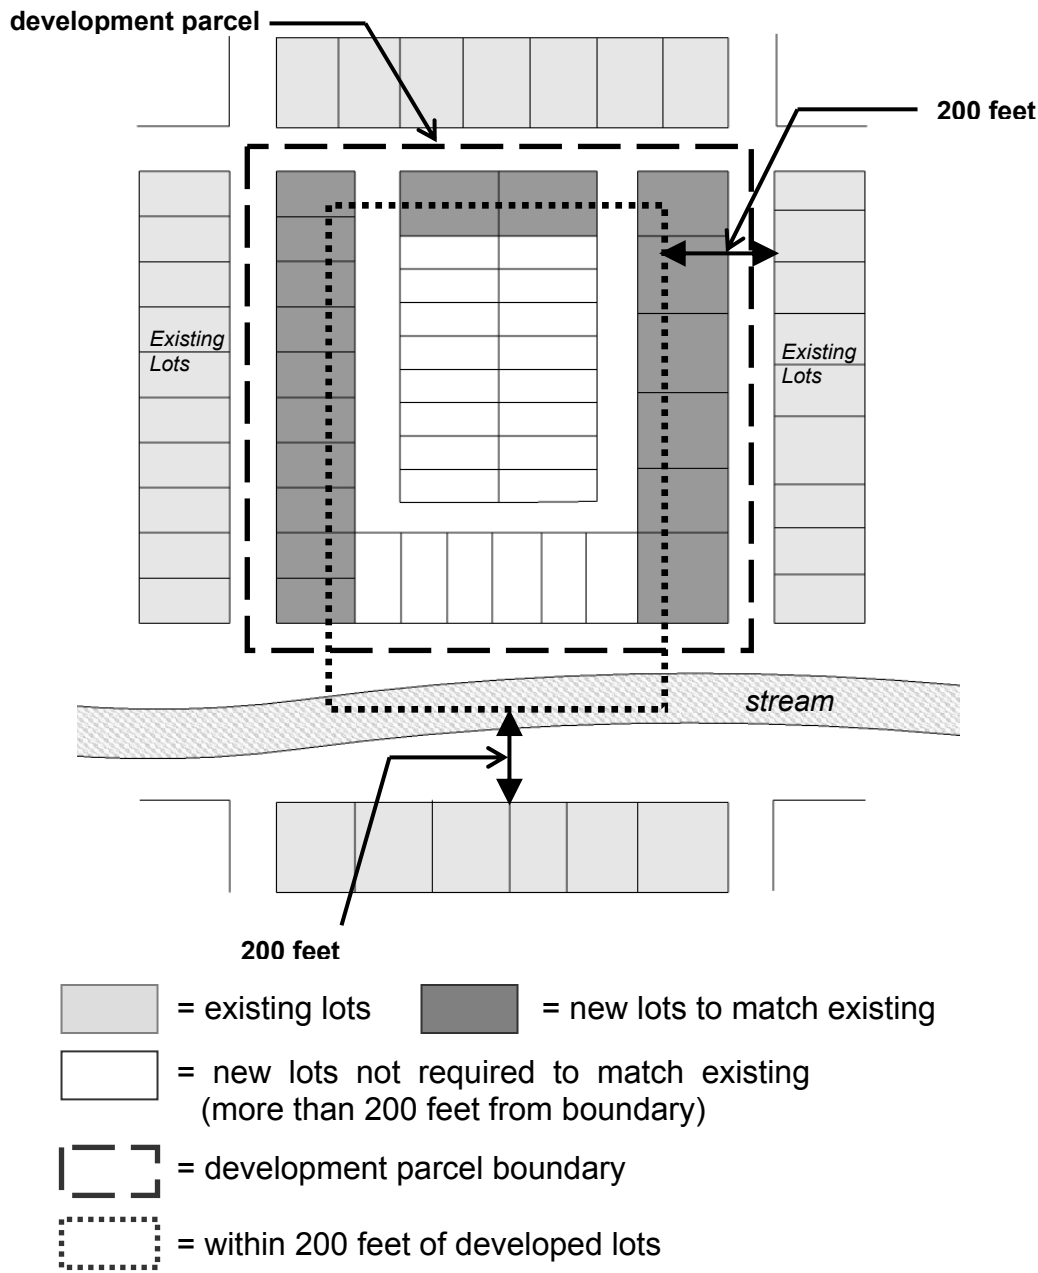 development parcel
200 feet
Existing
Lots
Existing
Lots
stream
200 feet
= existing lots
= new lots to match existing
= new lots not required to match existing
(more than 200 feet from boundary)
= development parcel boundary
= within 200 feet of developed lots